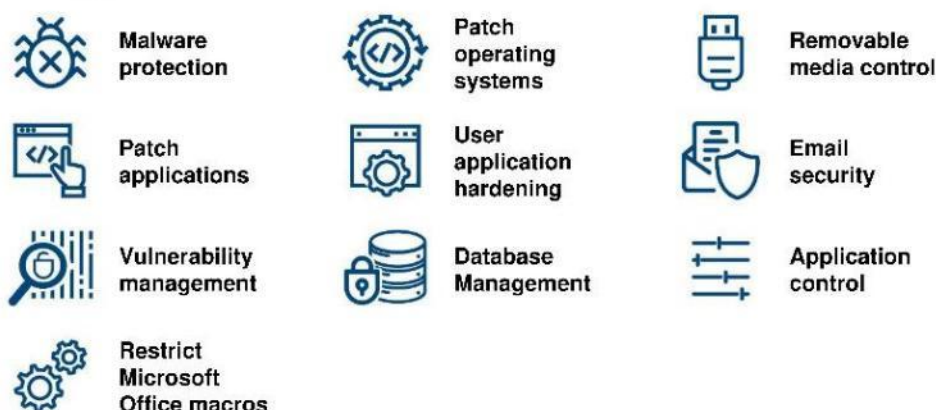 Malware
protection
Patch
operating
systems
Removable
media control
Patch
applications
User
application
hardening
Email
security
Vulnerability
management
Database
Management
Application
control
Restrict
Microsoft
Office macros